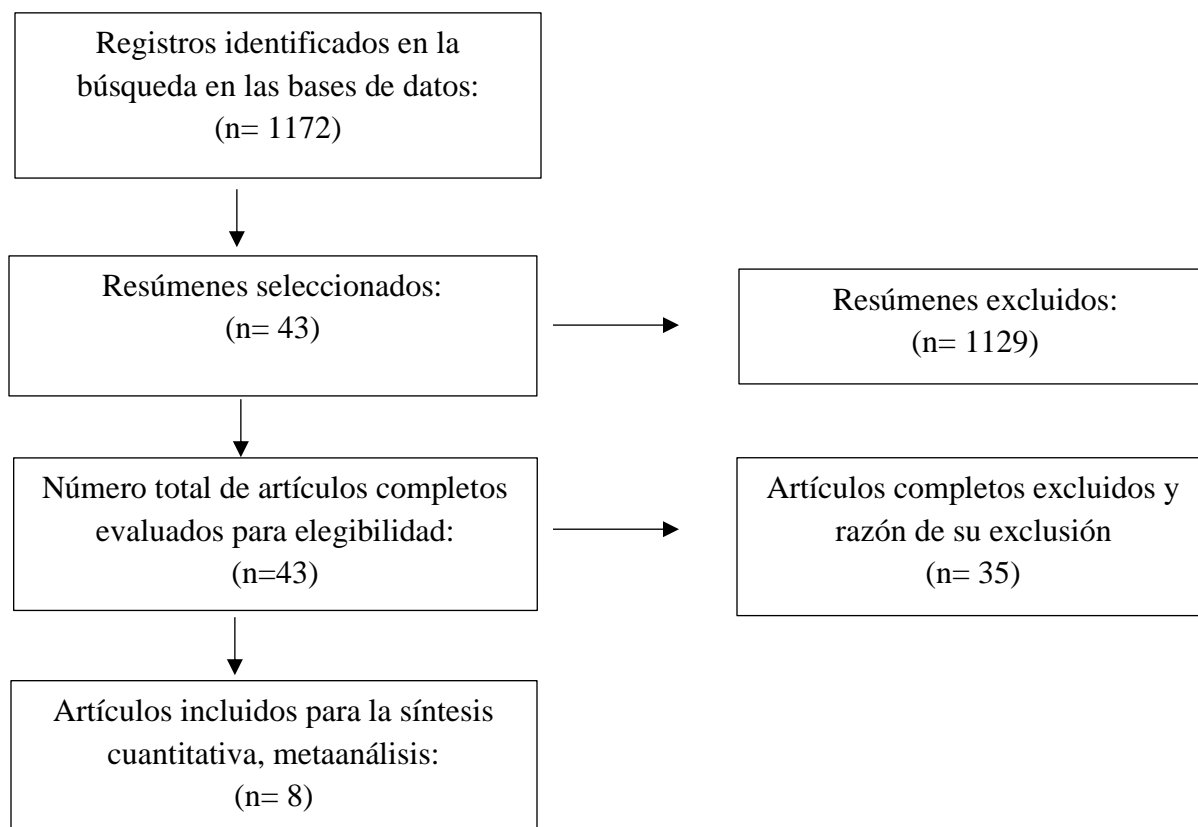 Registros identificados en la
búsqueda en las bases de datos:
(n= 1172)
Resúmenes seleccionados:
(n= 43)
Resúmenes excluidos:
(n= 1129)
Número total de artículos completos
evaluados para elegibilidad:
(n=43)
Artículos completos excluidos y
razón de su exclusión
(n= 35)
Artículos incluidos para la síntesis
cuantitativa, metaanálisis:
(n= 8)